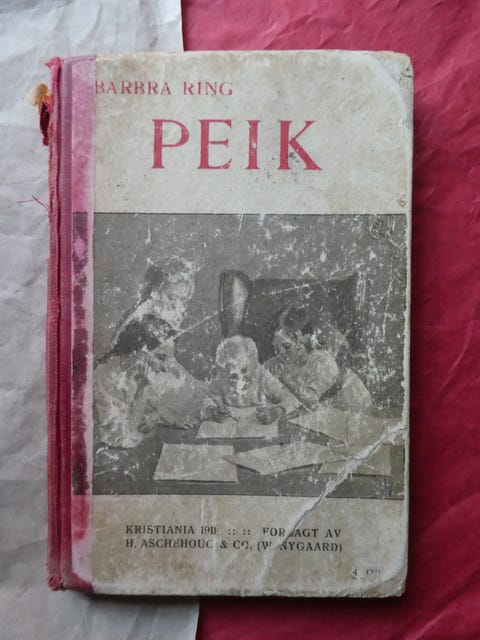 BARBRA RING
PEIK
KRISTIANIA 1911 :: :: FORLAGT AV
H. ASCHEHOUG & CO. (W. NYGAARD)